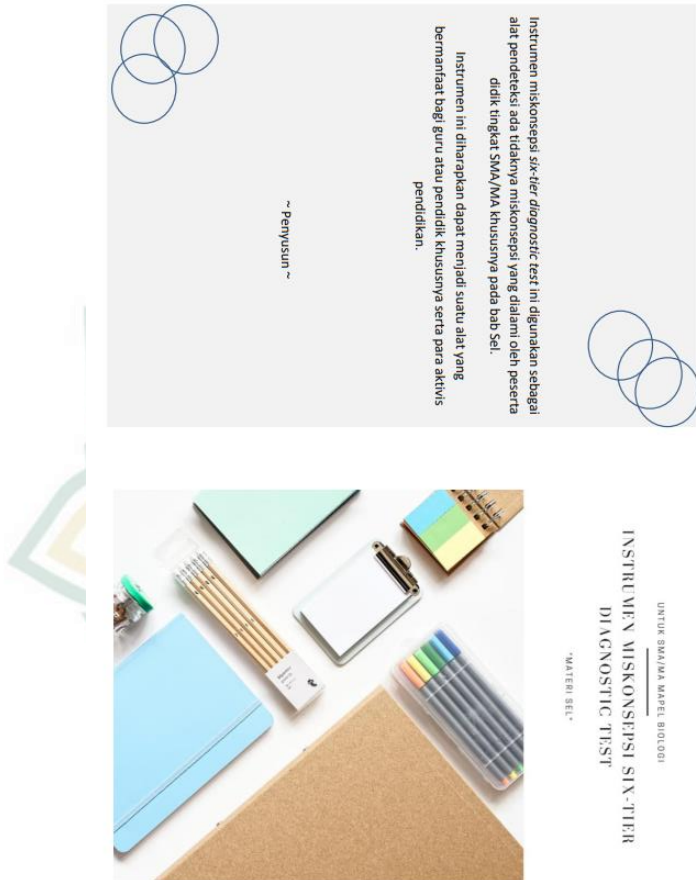 Instrumen miskonsepsi six-tier diagnostic test ini digunakan sebagai
alat pendeteksi ada tidaknya miskonsepsi yang dialami oleh peserta
didik tingkat SMA/MA khususnya pada bab Sel.
Instrumen ini diharapkan dapat menjadi suatu alat yang
bermanfaat bagi guru atau pendidik khususnya serta para aktivis
pendidikan.
~ Penyusun ~
UNTUK SMA/MA MAPEL BIOLOGI
INSTRUMEN MISKONSEPSI SIX-TIER
DIAGNOSTIC TEST
"MATERI SEL"